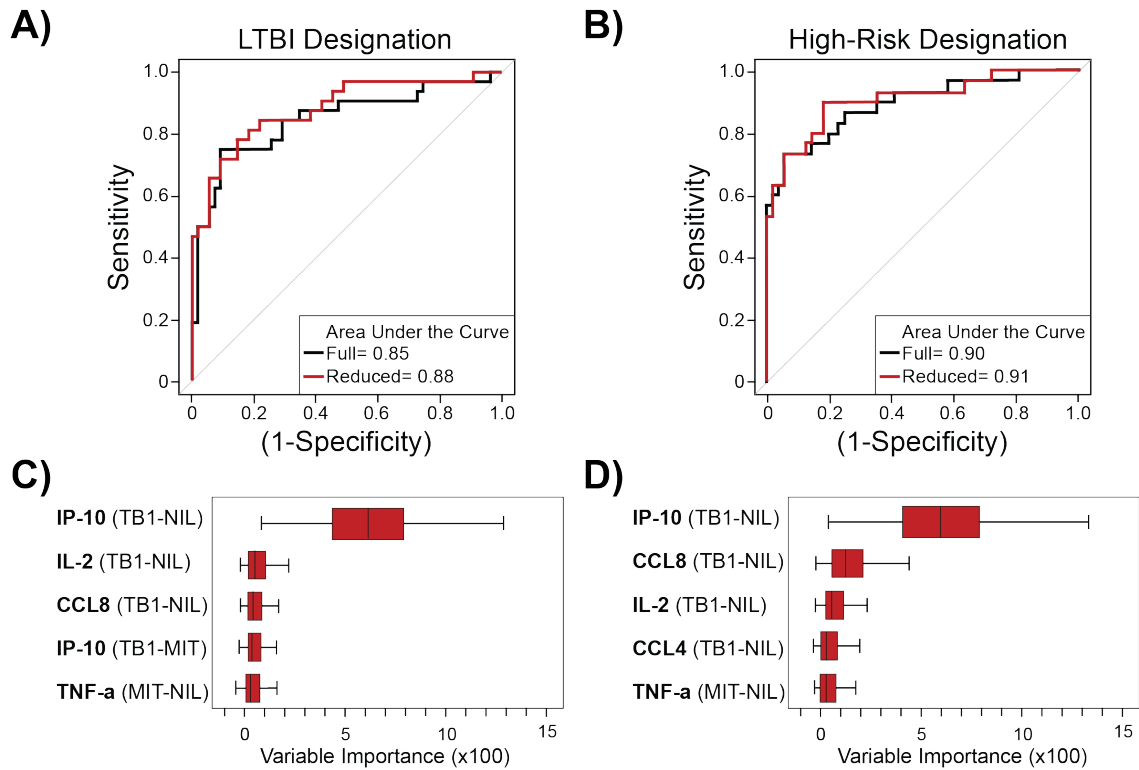 A)
LTBI Designation
1.0
0.8
0.6
0.4
0.2
0
Sensitivity
Area Under the Curve
Full= 0.85
Reduced= 0.88
0 0.2 0.4 0.6 0.8 1.0
(1-Specificity)
B)
High-Risk Designation
1.0
0.8
0.6
0.4
0.2
0
Sensitivity
Area Under the Curve
Full= 0.90
Reduced= 0.91
0 0.2 0.4 0.6 0.8 1.0
(1-Specificity)
C)
IP-10 (TB1-NIL)
IL-2 (TB1-NIL)
CCL8 (TB1-NIL)
IP-10 (TB1-MIT)
TNF-a (MIT-NIL)
0 5 10 15
Variable Importance (x100)
D)
IP-10 (TB1-NIL)
CCL8 (TB1-NIL)
IL-2 (TB1-NIL)
CCL4 (TB1-NIL)
TNF-a (MIT-NIL)
0 5 10 15
Variable Importance (x100)